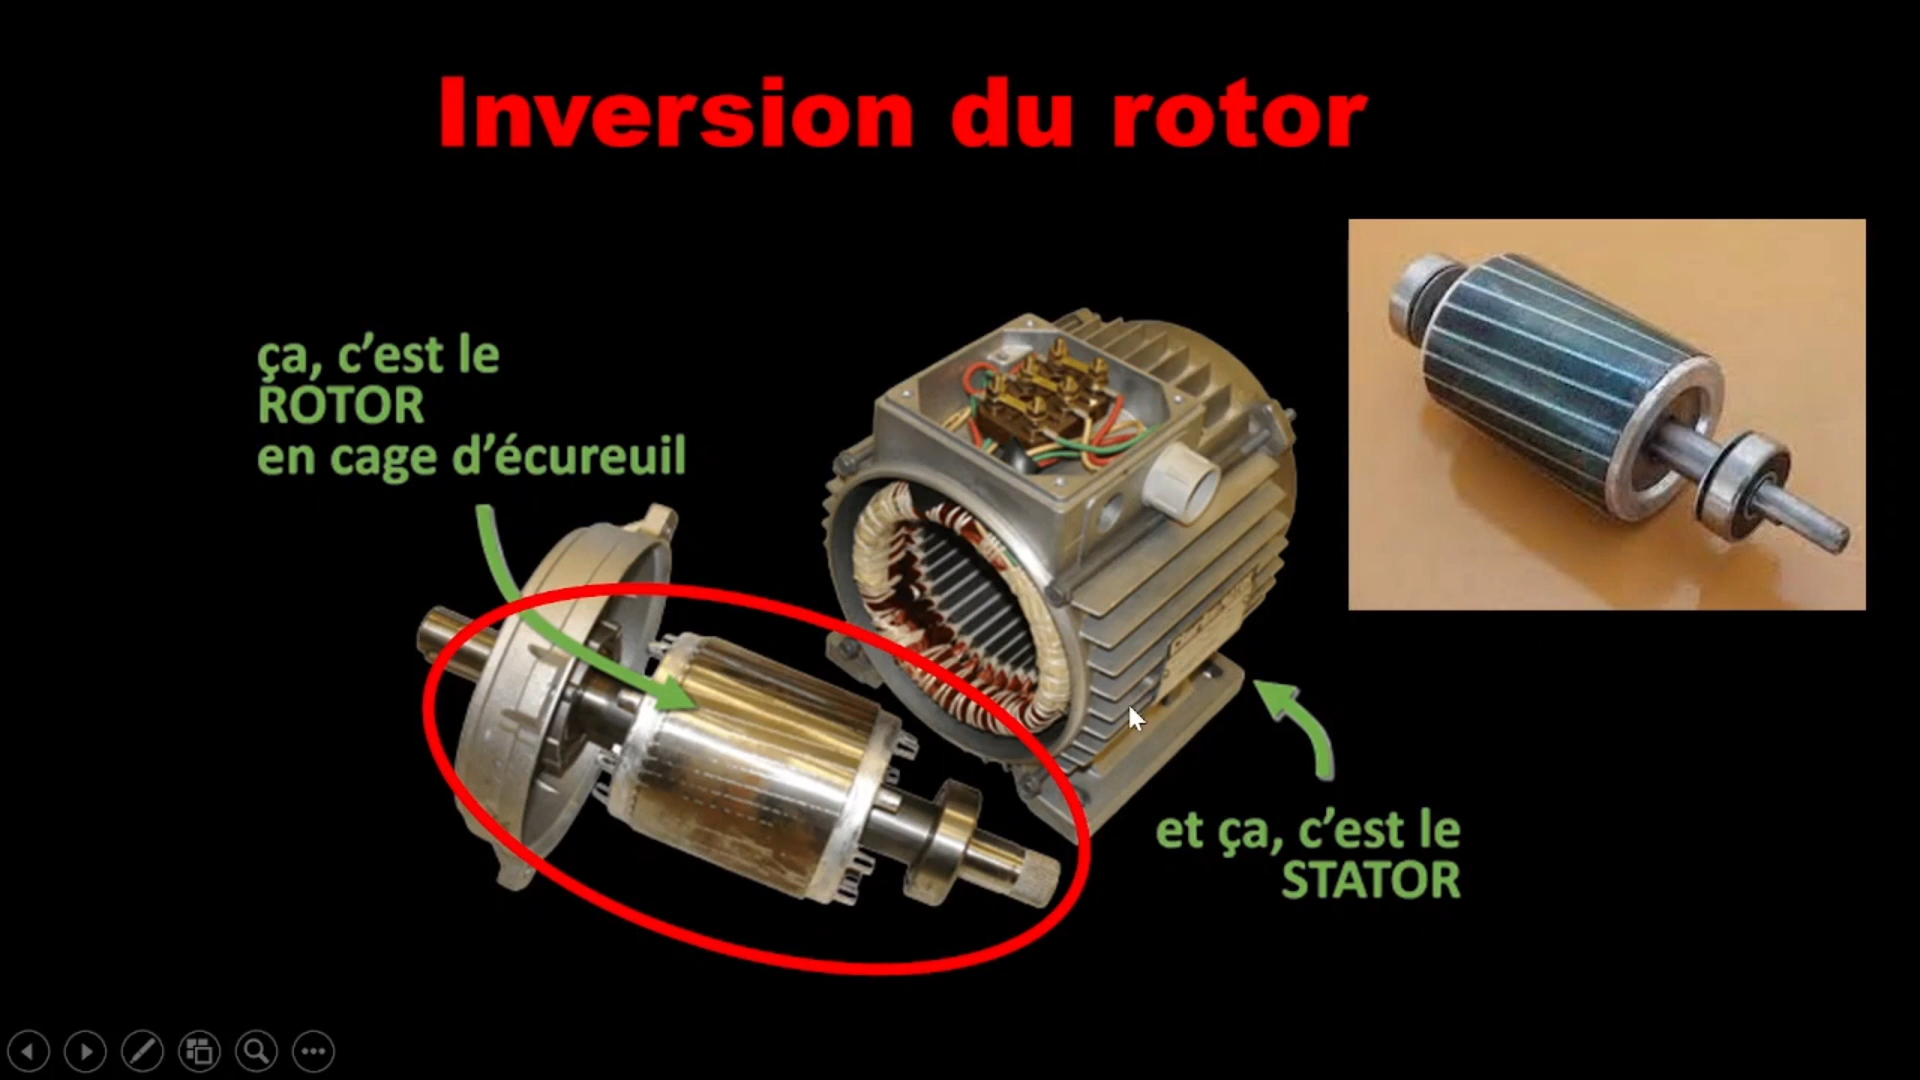 Inversion du rotor
ça, c’est le
ROTOR
en cage d’écureuil
et ça, c’est le
STATOR